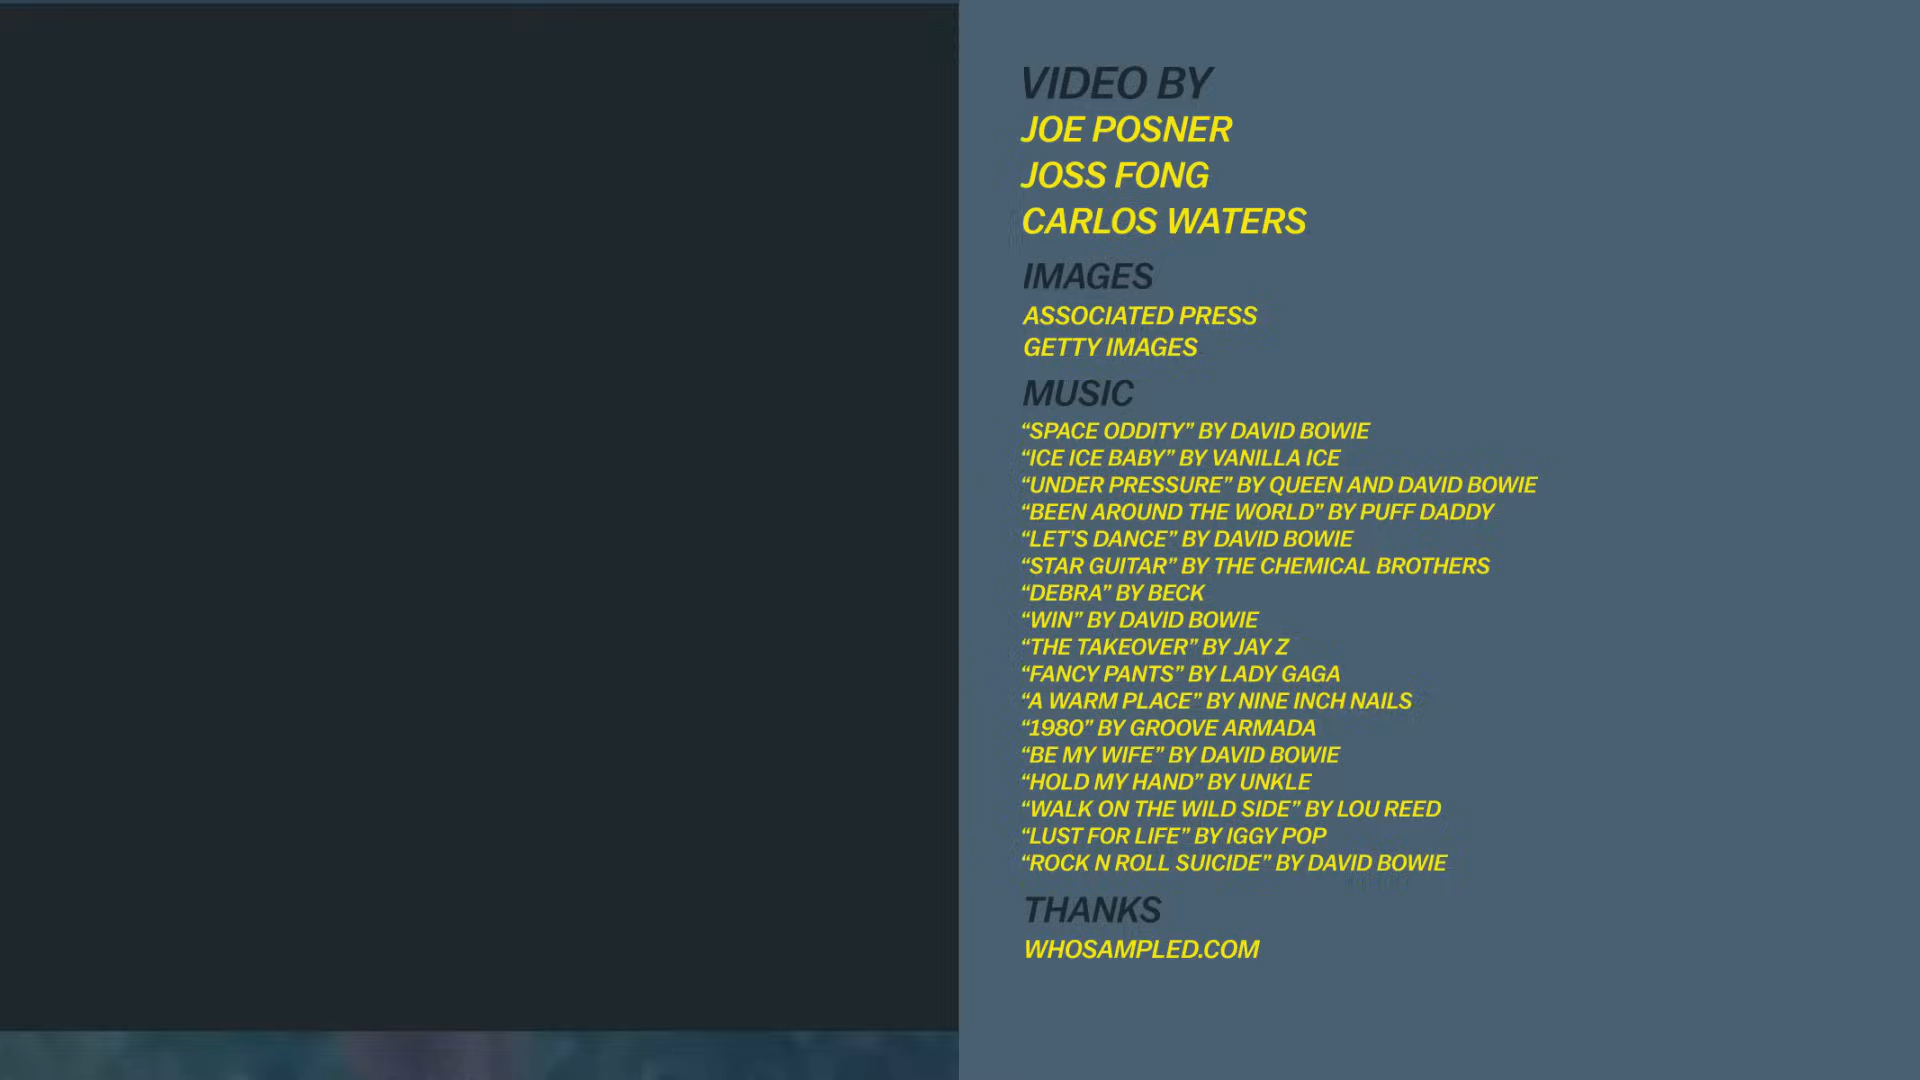 VIDEO BY
JOE POSNER
JOSS FONG
CARLOS WATERS
IMAGES
ASSOCIATED PRESS
GETTY IMAGES
MUSIC
“SPACE ODDITY” BY DAVID BOWIE
“ICE ICE BABY” BY VANILLA ICE
“UNDER PRESSURE” BY QUEEN AND DAVID BOWIE
“BEEN AROUND THE WORLD” BY PUFF DADDY
“LET’S DANCE” BY DAVID BOWIE
“STAR GUITAR” BY THE CHEMICAL BROTHERS
“DEBRA” BY BECK
“WIN” BY DAVID BOWIE
“THE TAKEOVER” BY JAY Z
“FANCY PANTS” BY LADY GAGA
“A WARM PLACE” BY NINE INCH NAILS
“1980” BY GROOVE ARMADA
“BE MY WIFE” BY DAVID BOWIE
“HOLD MY HAND” BY UNKLE
“WALK ON THE WILD SIDE” BY LOU REED
“LUST FOR LIFE” BY IGGY POP
“ROCK N ROLL SUICIDE” BY DAVID BOWIE
THANKS
WHOSAMPLED.COM